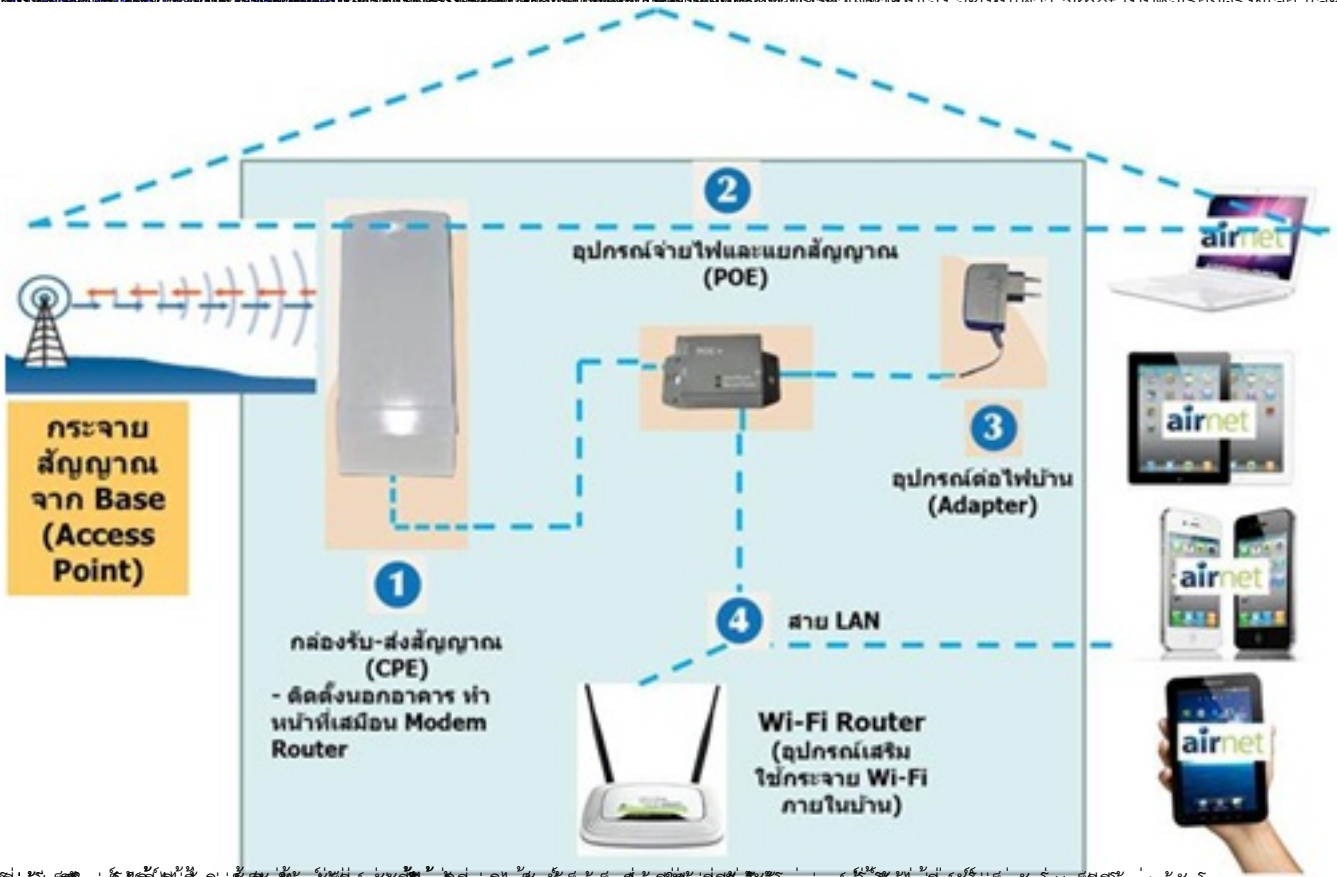 2
อุปกรณ์จ่ายไฟและแยกสัญญาณ
(POE)
airnet
POE
3
อุปกรณ์ต่อไฟบ้าน
(Adapter)
airnet
กระจาย
สัญญาณ
จาก Base
(Access
Point)
1
กล่องรับ-ส่งสัญญาณ
(CPE)
- ติดตั้งนอกอาคาร ทำ
หน้าที่เสมือน Modem
Router
4
สาย LAN
airnet
Wi-Fi Router
(อุปกรณ์เสริม
ใช้กระจาย Wi-Fi
ภายในบ้าน)
airnet